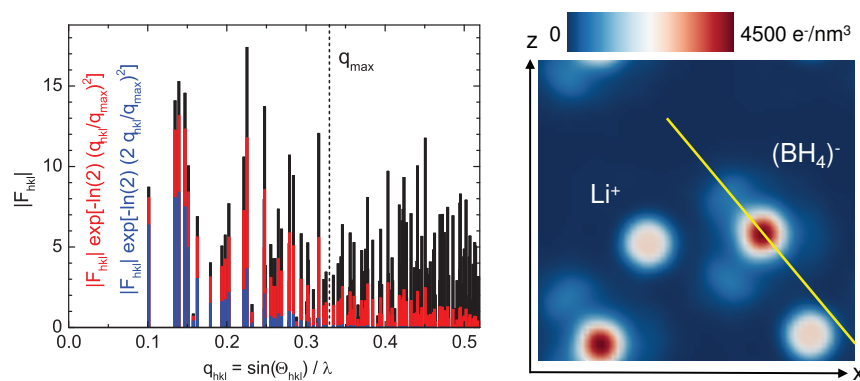 |F_hkl|
|F_hkl| exp[-ln(2) (q_hkl/q_max)^2]
|F_hkl| exp[-ln(2) (2 q_hkl/q_max)^2]
q_max
15
10
5
0
0.0 0.1 0.2 0.3 0.4 0.5
q_hkl = sin(Θ_hkl) / λ
0 4500 e⁻/nm³
z
(BH₄)⁻
Li⁺
x